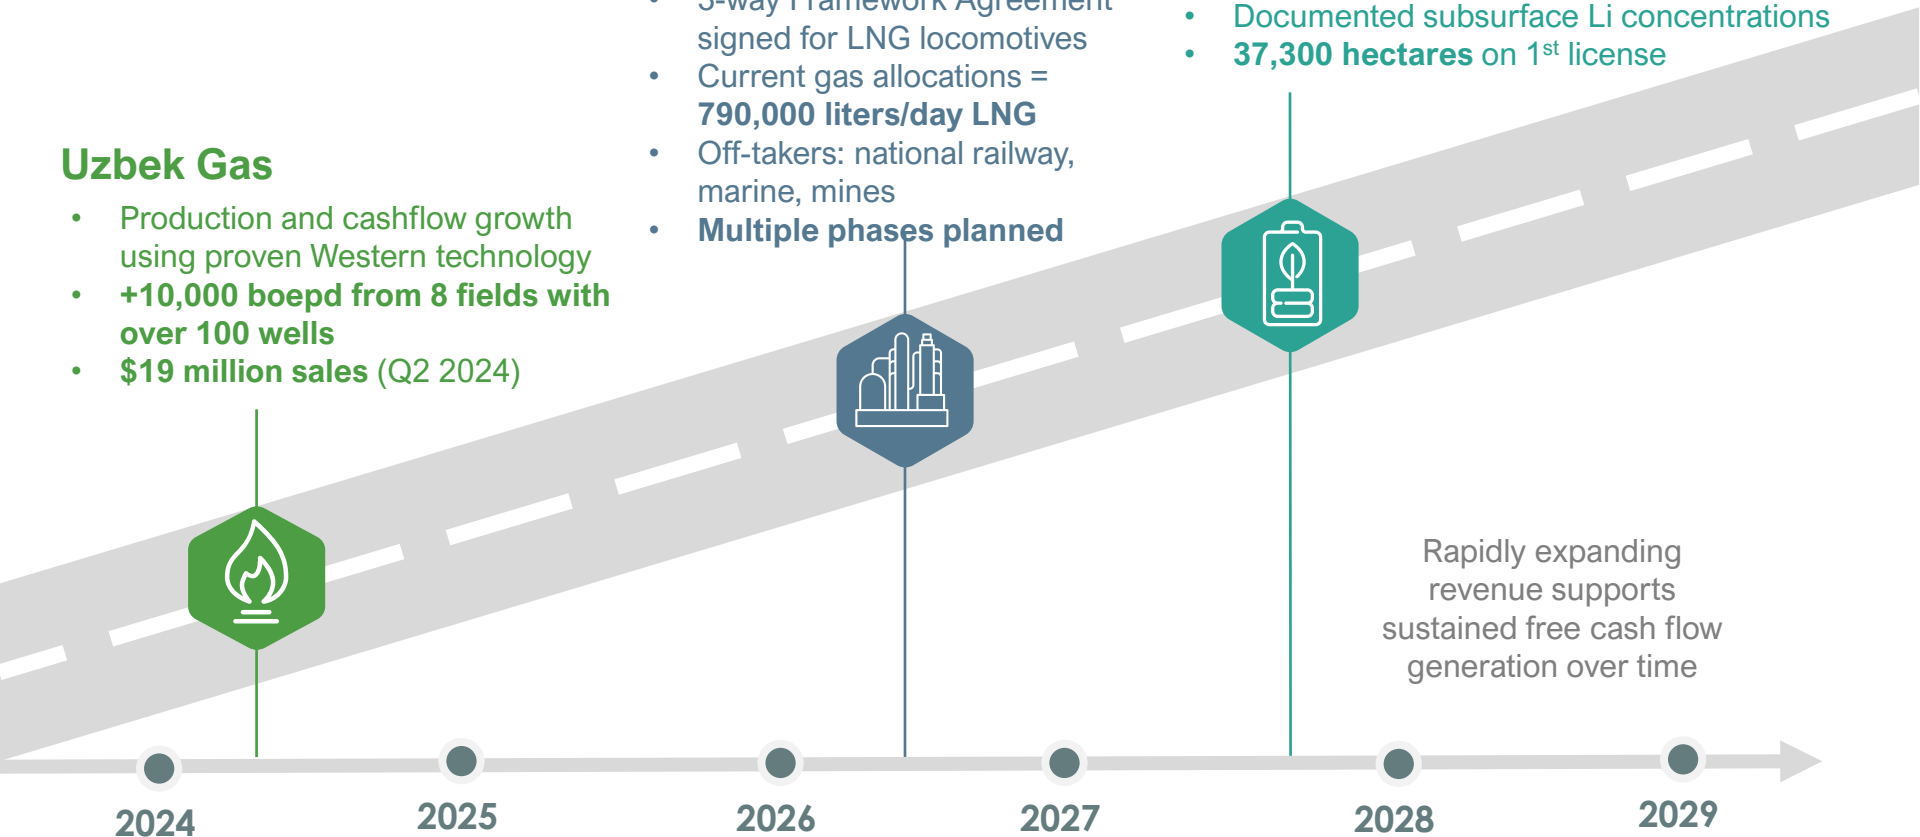 Uzbek Gas
• Production and cashflow growth
using proven Western technology
• +10,000 boepd from 8 fields with
over 100 wells
• $19 million sales (Q2 2024)
• Framework Agreement
signed for LNG locomotives
• Current gas allocations =
790,000 liters/day LNG
• Off-takers: national railway,
marine, mines
• Multiple phases planned
• Documented subsurface Li concentrations
• 37,300 hectares on 1st license
Rapidly expanding
revenue supports
sustained free cash flow
generation over time
2024
2025
2026
2027
2028
2029